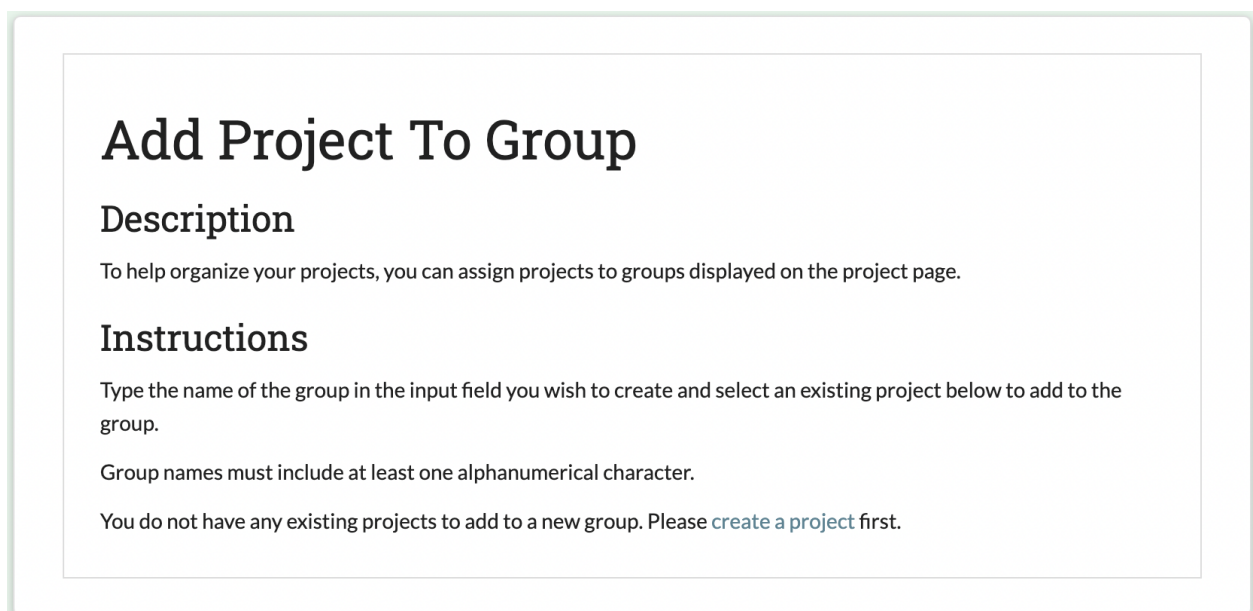 Add Project To Group
Description
To help organize your projects, you can assign projects to groups displayed on the project page.
Instructions
Type the name of the group in the input field you wish to create and select an existing project below to add to the
group.
Group names must include at least one alphanumerical character.
You do not have any existing projects to add to a new group. Please create a project first.